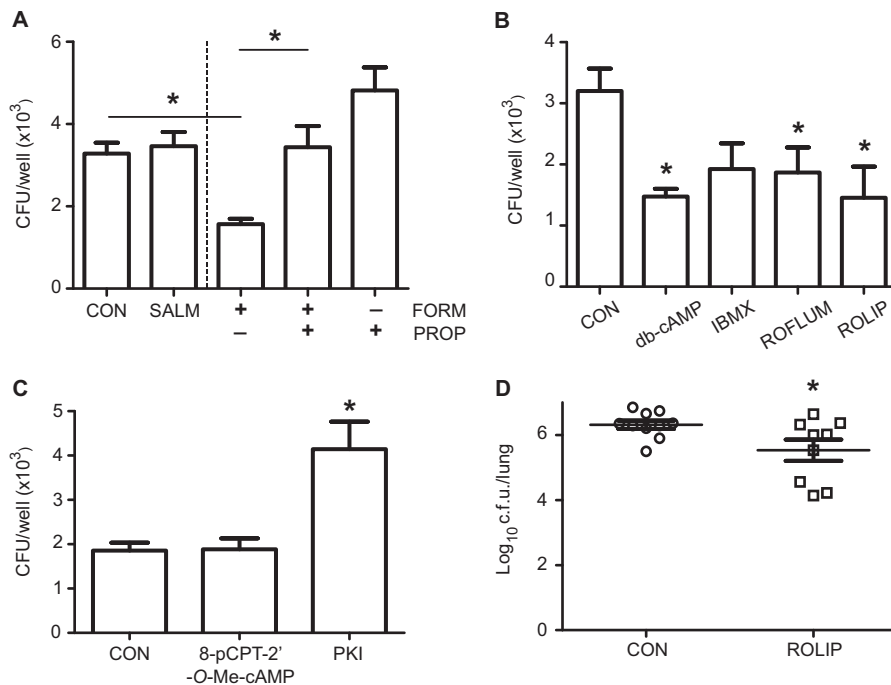 A
CFU/well (x10³)
6
4
2
0
*
*
CON
SALM
+ + – FORM
– + + PROP
B
CFU/well (x10³)
4
3
2
1
0
*
*
*
CON
db-cAMP
IBMX
ROFLUM
ROLIP
C
CFU/well (x10³)
5
4
3
2
1
0
*
CON
8-pCPT-2'
-O-Me-cAMP
PKI
D
Log₁₀ c.f.u./lung
6
4
2
0
*
CON
ROLIP